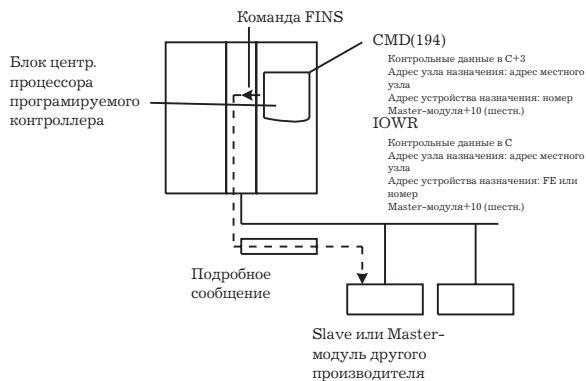 Команда FINS
CMD(194)
Контрольные данные в C+3
Адрес узла назначения: адрес местного
узла
Адрес устройства назначения: номер
Master-модуля+10 (шестн.)
IOWR
Контрольные данные в C
Адрес узла назначения: адрес местного
узла
Адрес устройства назначения: FE или
номер
Master-модуля+10 (шестн.)
Блок центр.
процессора
програмируемого
контроллера
Подробное
сообщение
Slave или Master-
модуль другого
производителя